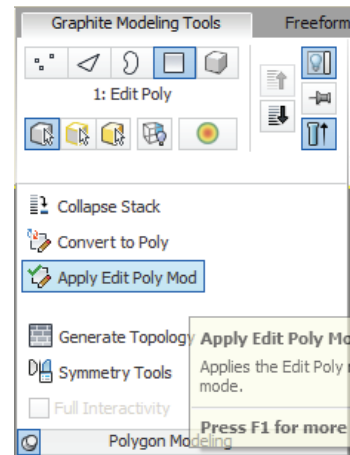 Graphite Modeling Tools Freeform
1: Edit Poly
Collapse Stack
Convert to Poly
Apply Edit Poly Mod
Generate Topology Apply Edit Poly Mo
Applies the Edit Poly
Symmetry Tools
mode.
Full Interactivity
Press F1 for more
Polygon Mod